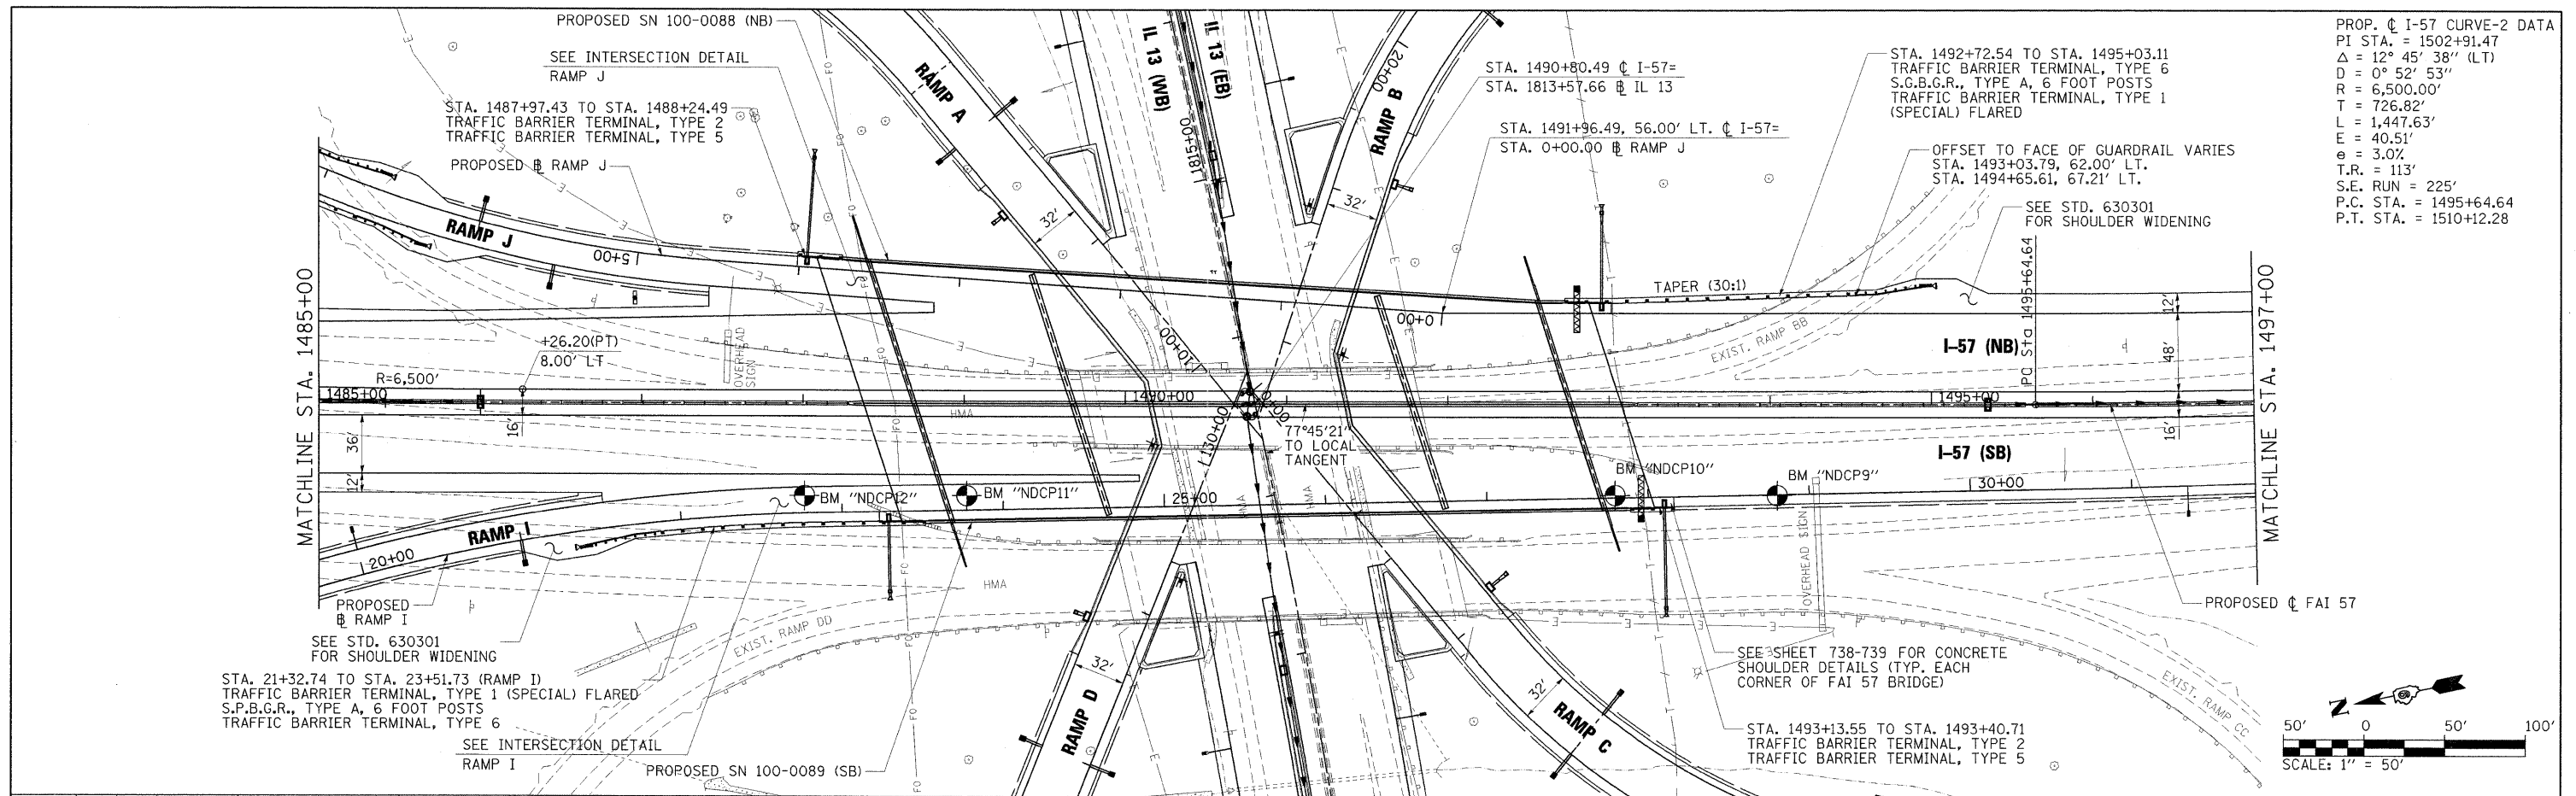 PROPOSED SN 100-0088 (NB)
SEE INTERSECTION DETAIL
RAMP J
STA. 1487+97.43 TO STA. 1488+24.49
TRAFFIC BARRIER TERMINAL, TYPE 2
TRAFFIC BARRIER TERMINAL, TYPE 5
PROPOSED ⅊ RAMP J
RAMP A
IL 13 (WB)
IL 13 (EB)
1815+00
RAMP B
20+00
STA. 1490+80.49 ℄ I-57=
STA. 1813+57.66 ⅊ IL 13
STA. 1491+96.49, 56.00' LT. ℄ I-57=
STA. 0+00.00 ⅊ RAMP J
STA. 1492+72.54 TO STA. 1495+03.11
TRAFFIC BARRIER TERMINAL, TYPE 6
S.G.B.G.R., TYPE A, 6 FOOT POSTS
TRAFFIC BARRIER TERMINAL, TYPE 1
(SPECIAL) FLARED
OFFSET TO FACE OF GUARDRAIL VARIES
STA. 1493+03.79, 62.00' LT.
STA. 1494+65.61, 67.21' LT.
SEE STD. 630301
FOR SHOULDER WIDENING
PROP. ℄ I-57 CURVE-2 DATA
PI STA. = 1502+91.47
Δ = 12° 45' 38" (LT)
D = 0° 52' 53"
R = 6,500.00'
T = 726.82'
L = 1,447.63'
E = 40.51'
e = 3.0%
T.R. = 113'
S.E. RUN = 225'
P.C. STA. = 1495+64.64
P.T. STA. = 1510+12.28
MATCHLINE STA. 1485+00
RAMP J
5+00
32'
32'
0+00
TAPER (30:1)
PC Sta 1495+64.64
EXIST. RAMP BB
12'
48'
16'
I-57 (NB)
I-57 (SB)
MATCHLINE STA. 1497+00
+26.20(PT)
8.00' LT
OVERHEAD
SIGN
R=6,500'
1485+00
16'
36'
12'
HMA
10+00
1490+00
0+00
130+00
77°45'21"
TO LOCAL
TANGENT
1495+00
BM "NDCP12"
BM "NDCP11"
25+00
BM "NDCP10"
BM "NDCP9"
30+00
RAMP I
20+00
HMA
HMA
HMA
OVERHEAD SIGN
PROPOSED
⅊ RAMP I
SEE STD. 630301
FOR SHOULDER WIDENING
STA. 21+32.74 TO STA. 23+51.73 (RAMP I)
TRAFFIC BARRIER TERMINAL, TYPE 1 (SPECIAL) FLARED
S.P.B.G.R., TYPE A, 6 FOOT POSTS
TRAFFIC BARRIER TERMINAL, TYPE 6
SEE INTERSECTION DETAIL
RAMP I
PROPOSED SN 100-0089 (SB)
EXIST. RAMP DD
32'
RAMP D
32'
RAMP C
SEE SHEET 738-739 FOR CONCRETE
SHOULDER DETAILS (TYP. EACH
CORNER OF FAI 57 BRIDGE)
STA. 1493+13.55 TO STA. 1493+40.71
TRAFFIC BARRIER TERMINAL, TYPE 2
TRAFFIC BARRIER TERMINAL, TYPE 5
PROPOSED ℄ FAI 57
EXIST. RAMP CC
N
50' 0 50' 100'
SCALE: 1" = 50'